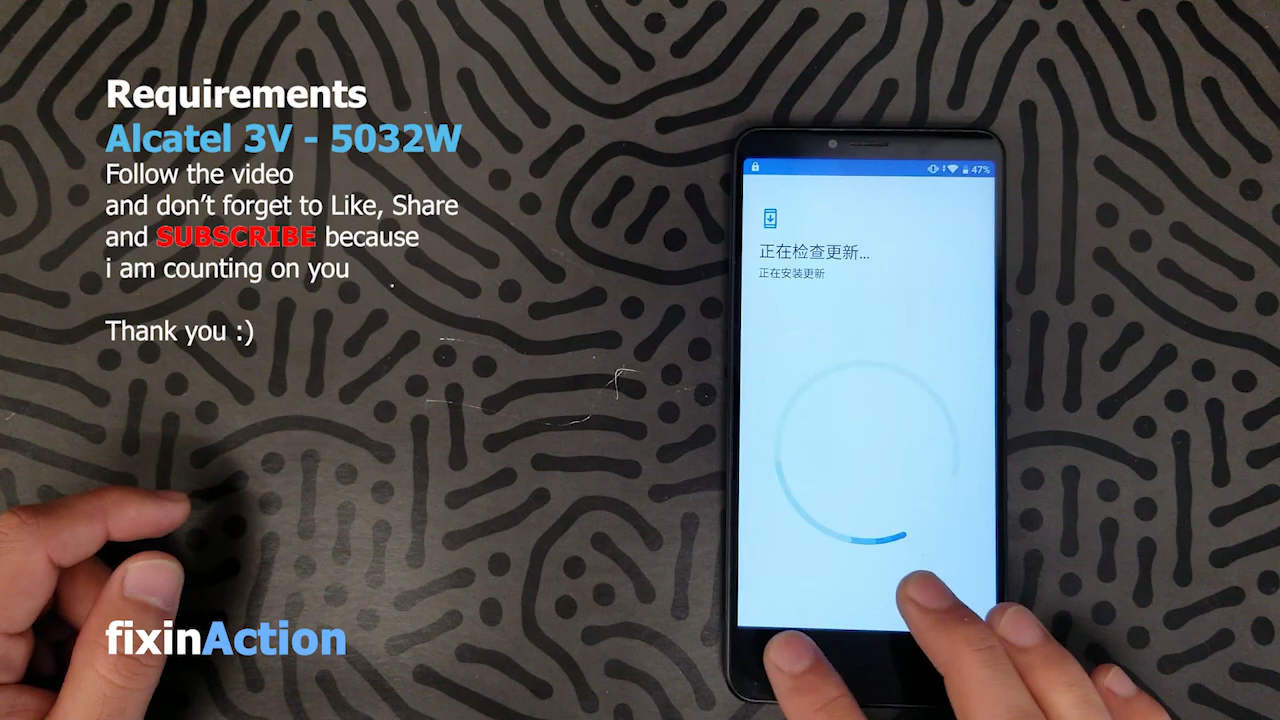 Requirements
Alcatel 3V - 5032W
Follow the video
and don't forget to Like, Share
and SUBSCRIBE because
i am counting on you
Thank you :)
47%
正在检查更新...
正在安装更新
fixinAction